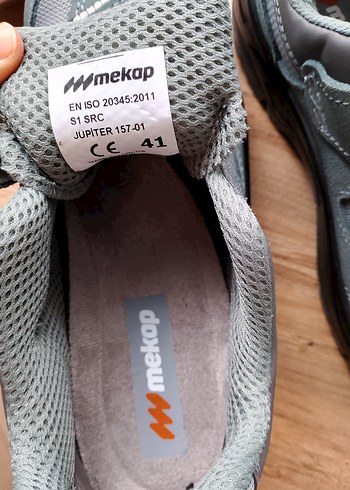 mekap
EN ISO 20345:2011
S1 SRC
JUPİTER 157-01
CE 41
mekap